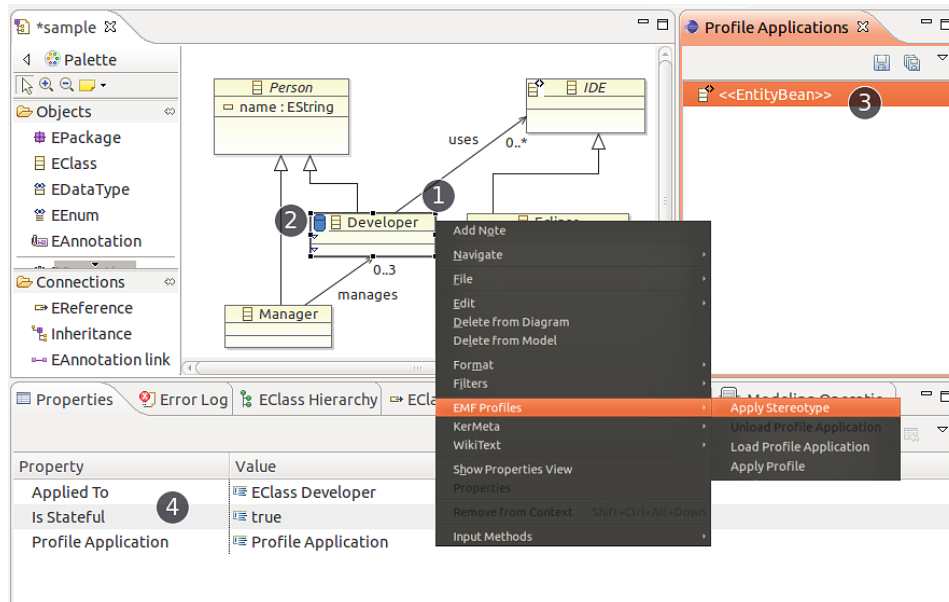 *sample
Palette
Objects
EPackage
EClass
EDataType
EEnum
EAnnotation
Connections
EReference
Inheritance
EAnnotation link
Person
name : EString
IDE
uses
0..*
1
2
Developer
Eclipse
0..3
manages
Manager
Profile Applications
<<EntityBean>>
3
Add Note
Navigate
File
Edit
Delete from Diagram
Delete from Model
Format
Filters
EMF Profiles
KerMeta
WikiText
Show Properties View
Properties
Remove from Context Shift+Ctrl+Alt+Down
Input Methods
Apply Stereotype
Unload Profile Application
Load Profile Application
Apply Profile
Properties
Error Log
EClass Hierarchy
ECla
Modeling Operatio
Property Value
Applied To EClass Developer
Is Stateful true
Profile Application Profile Application
4